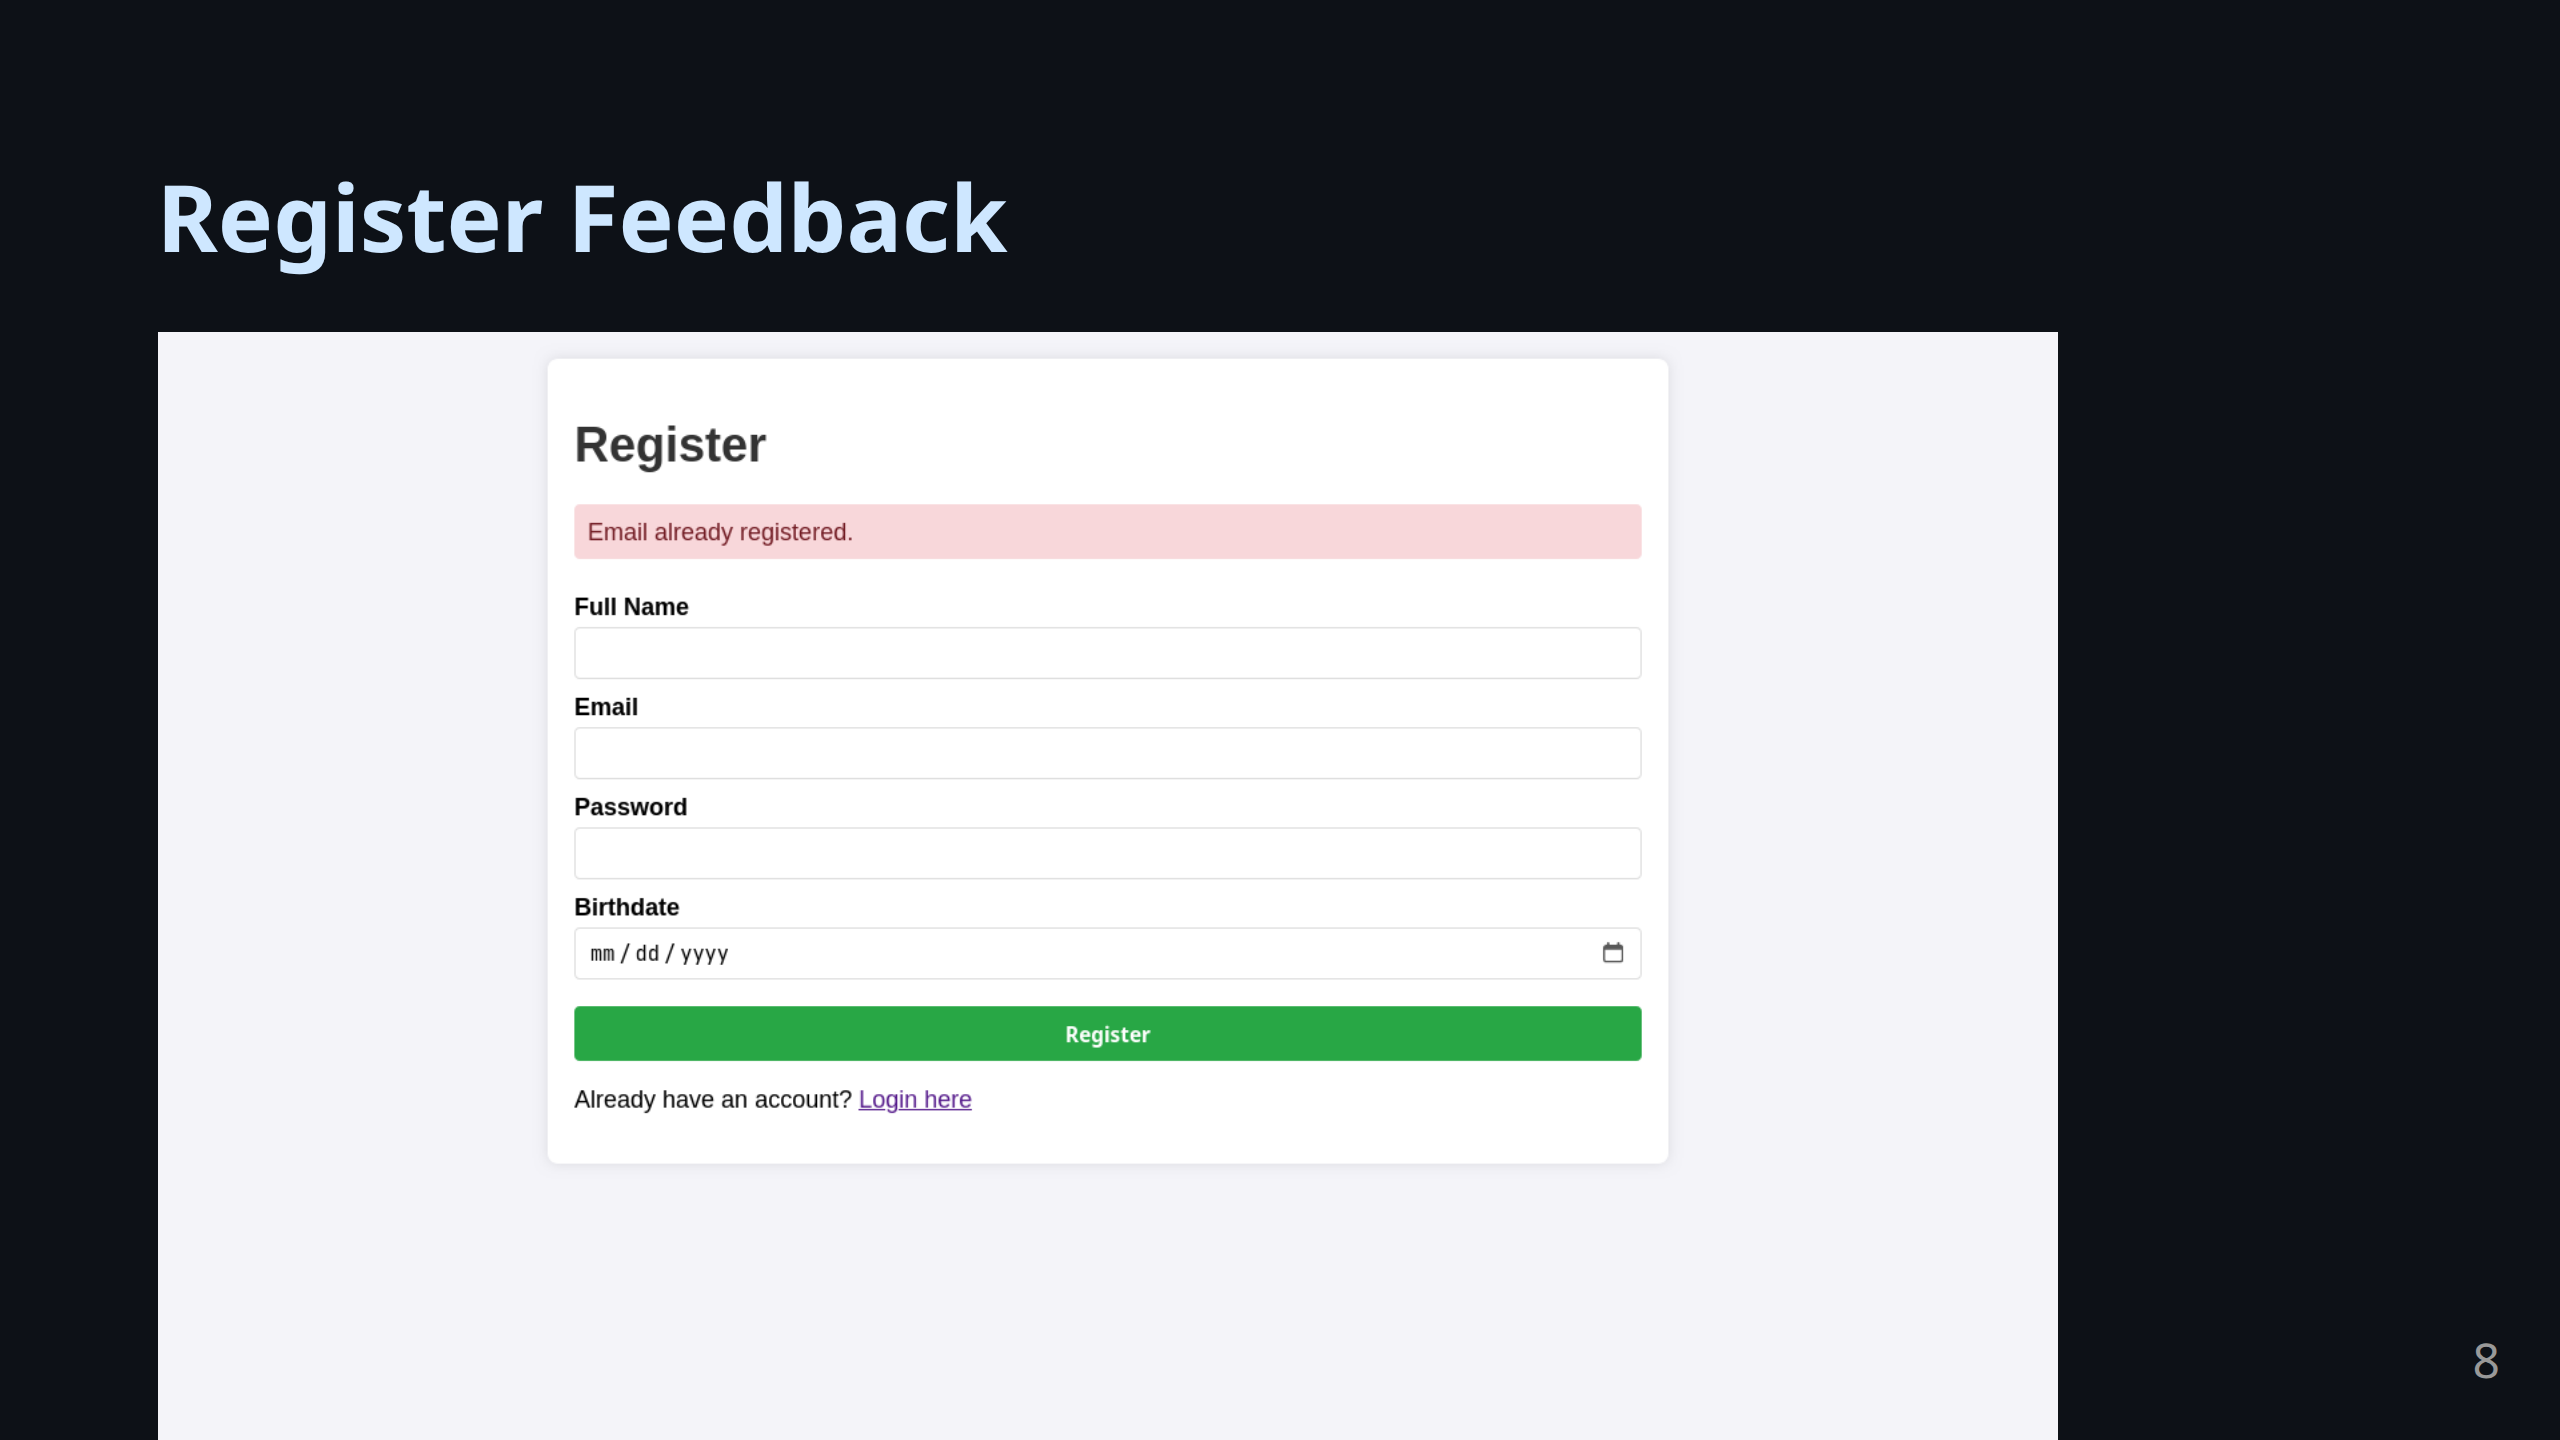 Register Feedback
Register
Email already registered.
Full Name
Email
Password
Birthdate
mm / dd / yyyy
Register
Already have an account? Login here
8